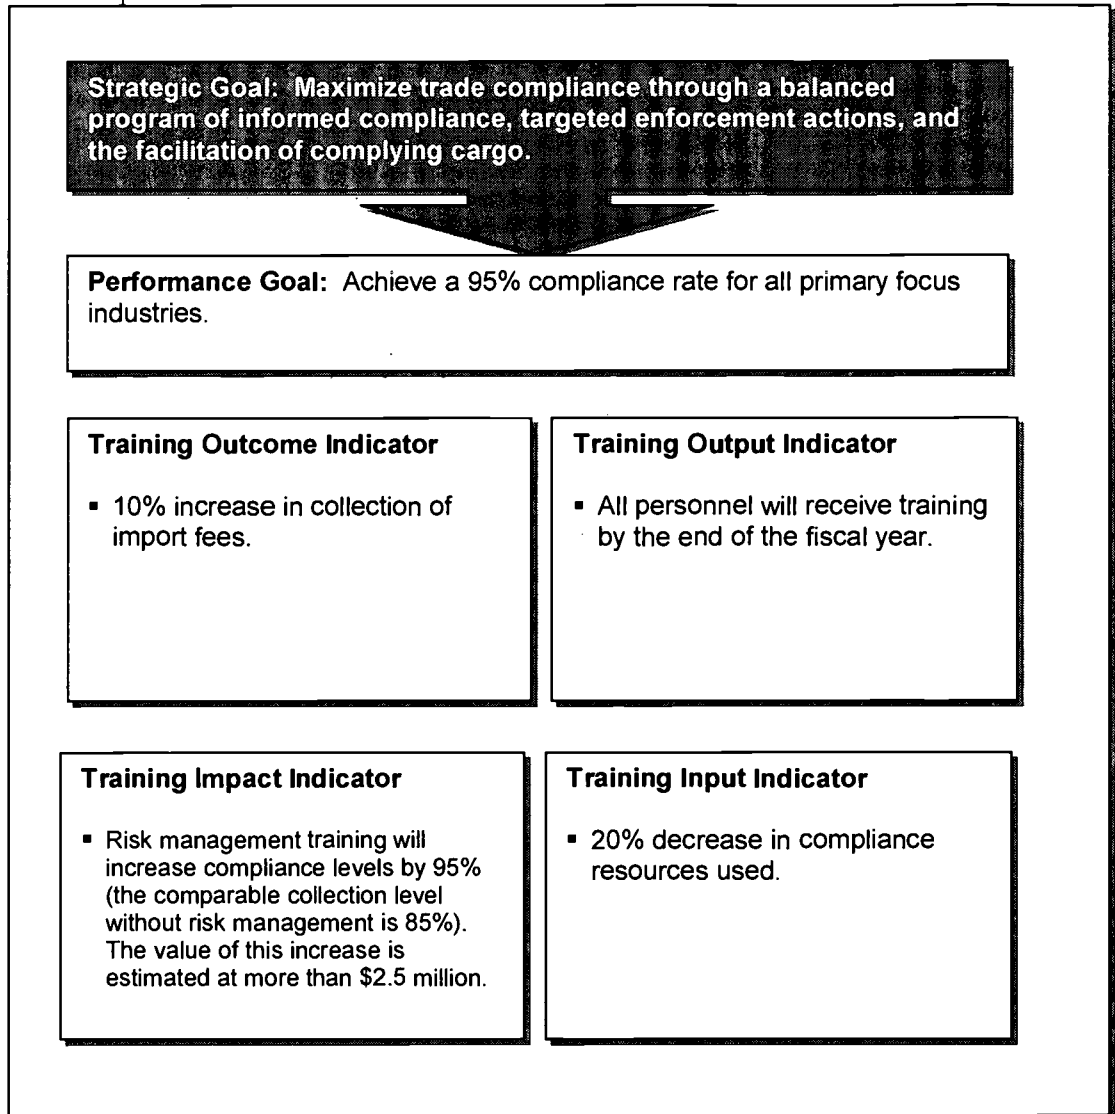 Strategic Goal: Maximize trade compliance through a balanced
program of informed compliance, targeted enforcement actions, and
the facilitation of complying cargo.
Performance Goal: Achieve a 95% compliance rate for all primary focus
industries.
Training Outcome Indicator
▪ 10% increase in collection of
import fees.
Training Output Indicator
▪ All personnel will receive training
by the end of the fiscal year.
Training Impact Indicator
▪ Risk management training will
increase compliance levels by 95%
(the comparable collection level
without risk management is 85%).
The value of this increase is
estimated at more than $2.5 million.
Training Input Indicator
▪ 20% decrease in compliance
resources used.